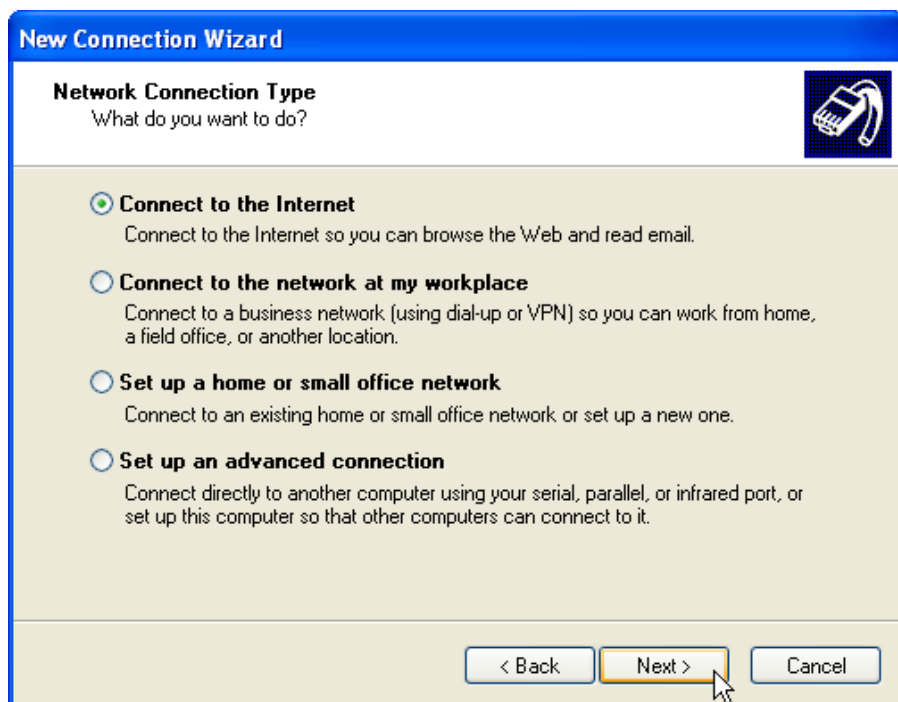 New Connection Wizard
Network Connection Type
What do you want to do?
Connect to the Internet
Connect to the Internet so you can browse the Web and read email.
Connect to the network at my workplace
Connect to a business network (using dial-up or VPN) so you can work from home,
a field office, or another location.
Set up a home or small office network
Connect to an existing home or small office network or set up a new one.
Set up an advanced connection
Connect directly to another computer using your serial, parallel, or infrared port, or
set up this computer so that other computers can connect to it.
< Back Next > Cancel